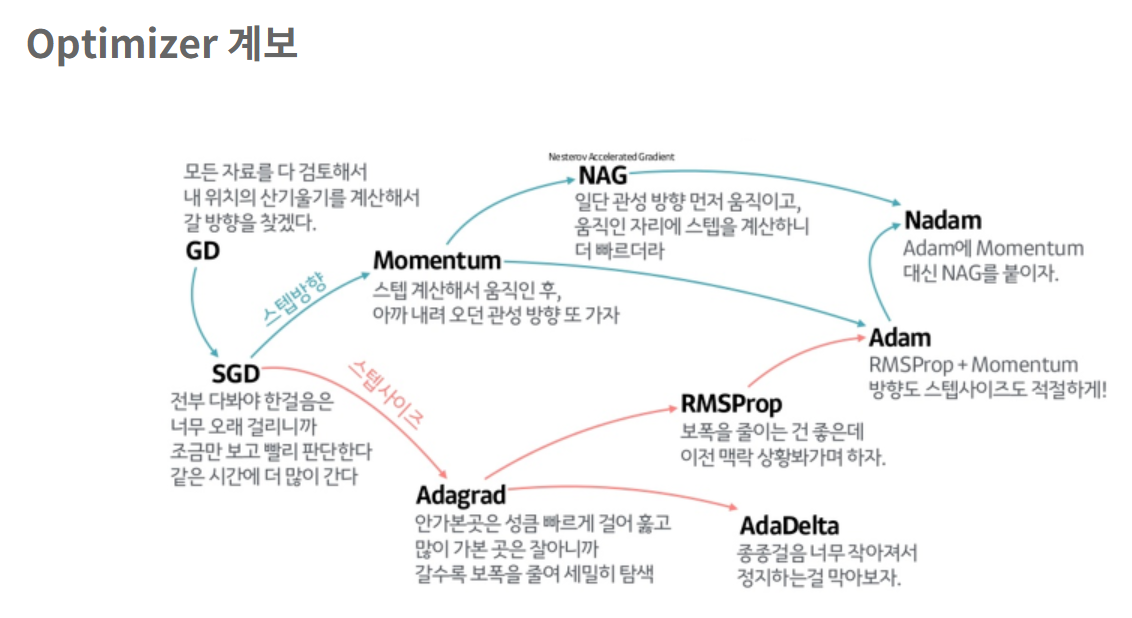 Optimizer 계보
모든 자료를 다 검토해서
내 위치의 산기울기를 계산해서
갈 방향을 찾겠다.
GD
스텝방향
Momentum
스텝 계산해서 움직인 후,
아까 내려 오던 관성 방향 또 가자
Nesterov Accelerated Gradient
NAG
일단 관성 방향 먼저 움직이고,
움직인 자리에 스텝을 계산하니
더 빠르더라
Nadam
Adam에 Momentum
대신 NAG를 붙이자.
Adam
RMSProp + Momentum
방향도 스텝사이즈도 적절하게!
SGD
전부 다봐야 한걸음은
너무 오래 걸리니까
조금만 보고 빨리 판단한다
같은 시간에 더 많이 간다
스텝사이즈
RMSProp
보폭을 줄이는 건 좋은데
이전 맥락 상황봐가며 하자.
Adagrad
안가본곳은 성큼 빠르게 걸어 훑고
많이 가본 곳은 잘아니까
갈수록 보폭을 줄여 세밀히 탐색
AdaDelta
종종걸음 너무 작아져서
정지하는걸 막아보자.